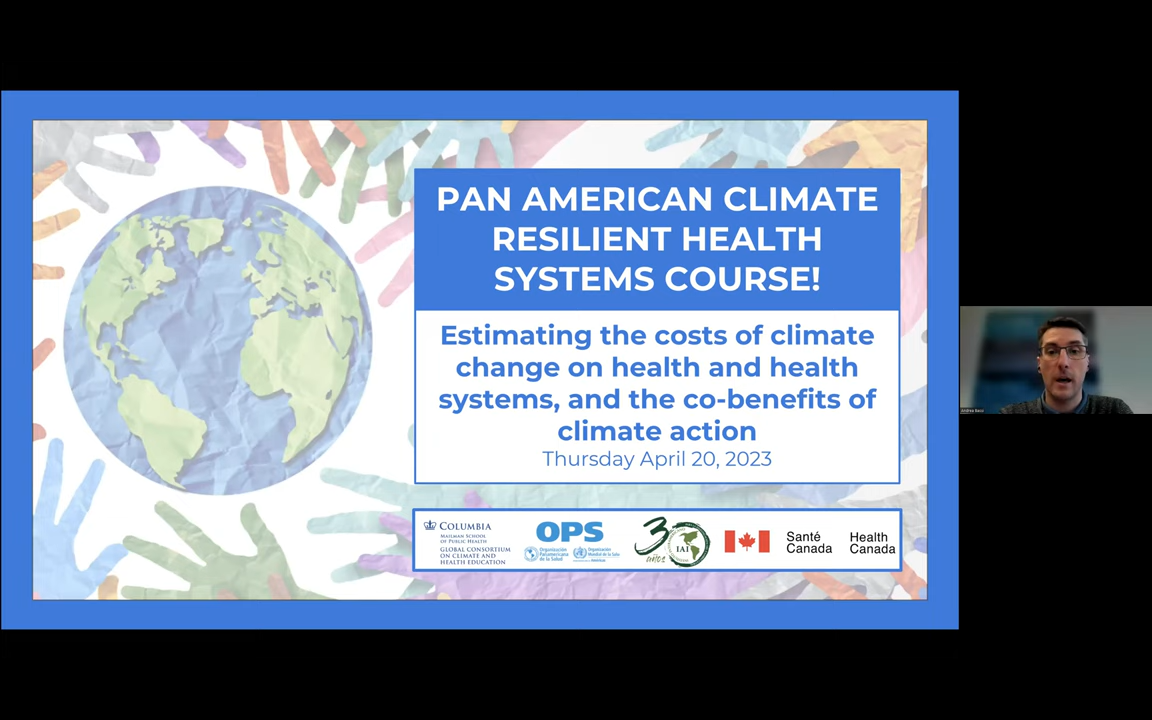 PAN AMERICAN CLIMATE
RESILIENT HEALTH
SYSTEMS COURSE!
Estimating the costs of climate
change on health and health
systems, and the co-benefits of
climate action
Thursday April 20, 2023
COLUMBIA
MAILMAN SCHOOL
OF PUBLIC HEALTH
GLOBAL CONSORTIUM
ON CLIMATE AND
HEALTH EDUCATION
OPS
Organización
Panamericana
de la Salud
Organización
Mundial de la Salud
30
años
IAI
Santé
Canada
Health
Canada